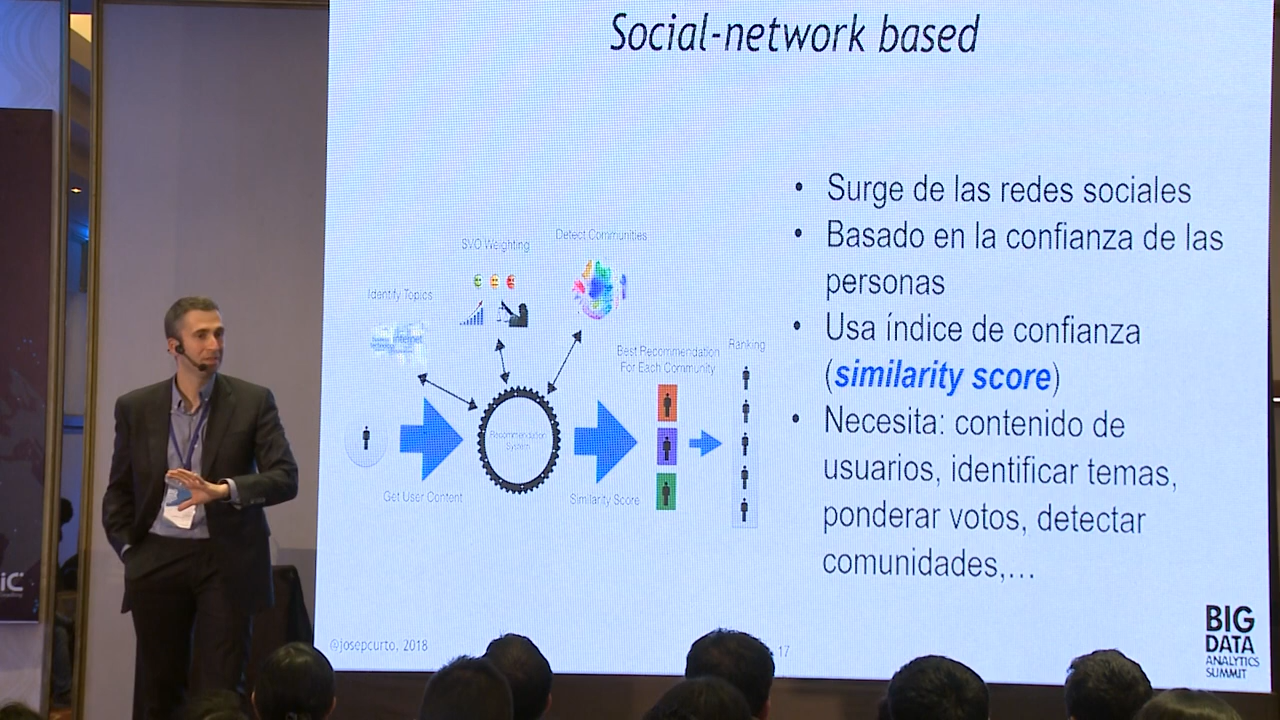 Social-network based
Surge de las redes sociales
Basado en la confianza de las
personas
Usa índice de confianza
(similarity score)
Necesita: contenido de
usuarios, identificar temas,
ponderar votos, detectar
comunidades,...
SVO Weighting
Detect Communities
Identify Topics
Best Recommendation
For Each Community
Ranking
Recommendation
System
Get User Content
Similarity Score
@josepcurto, 2018
17
BIG
DATA
ANALYTICS
SUMMIT